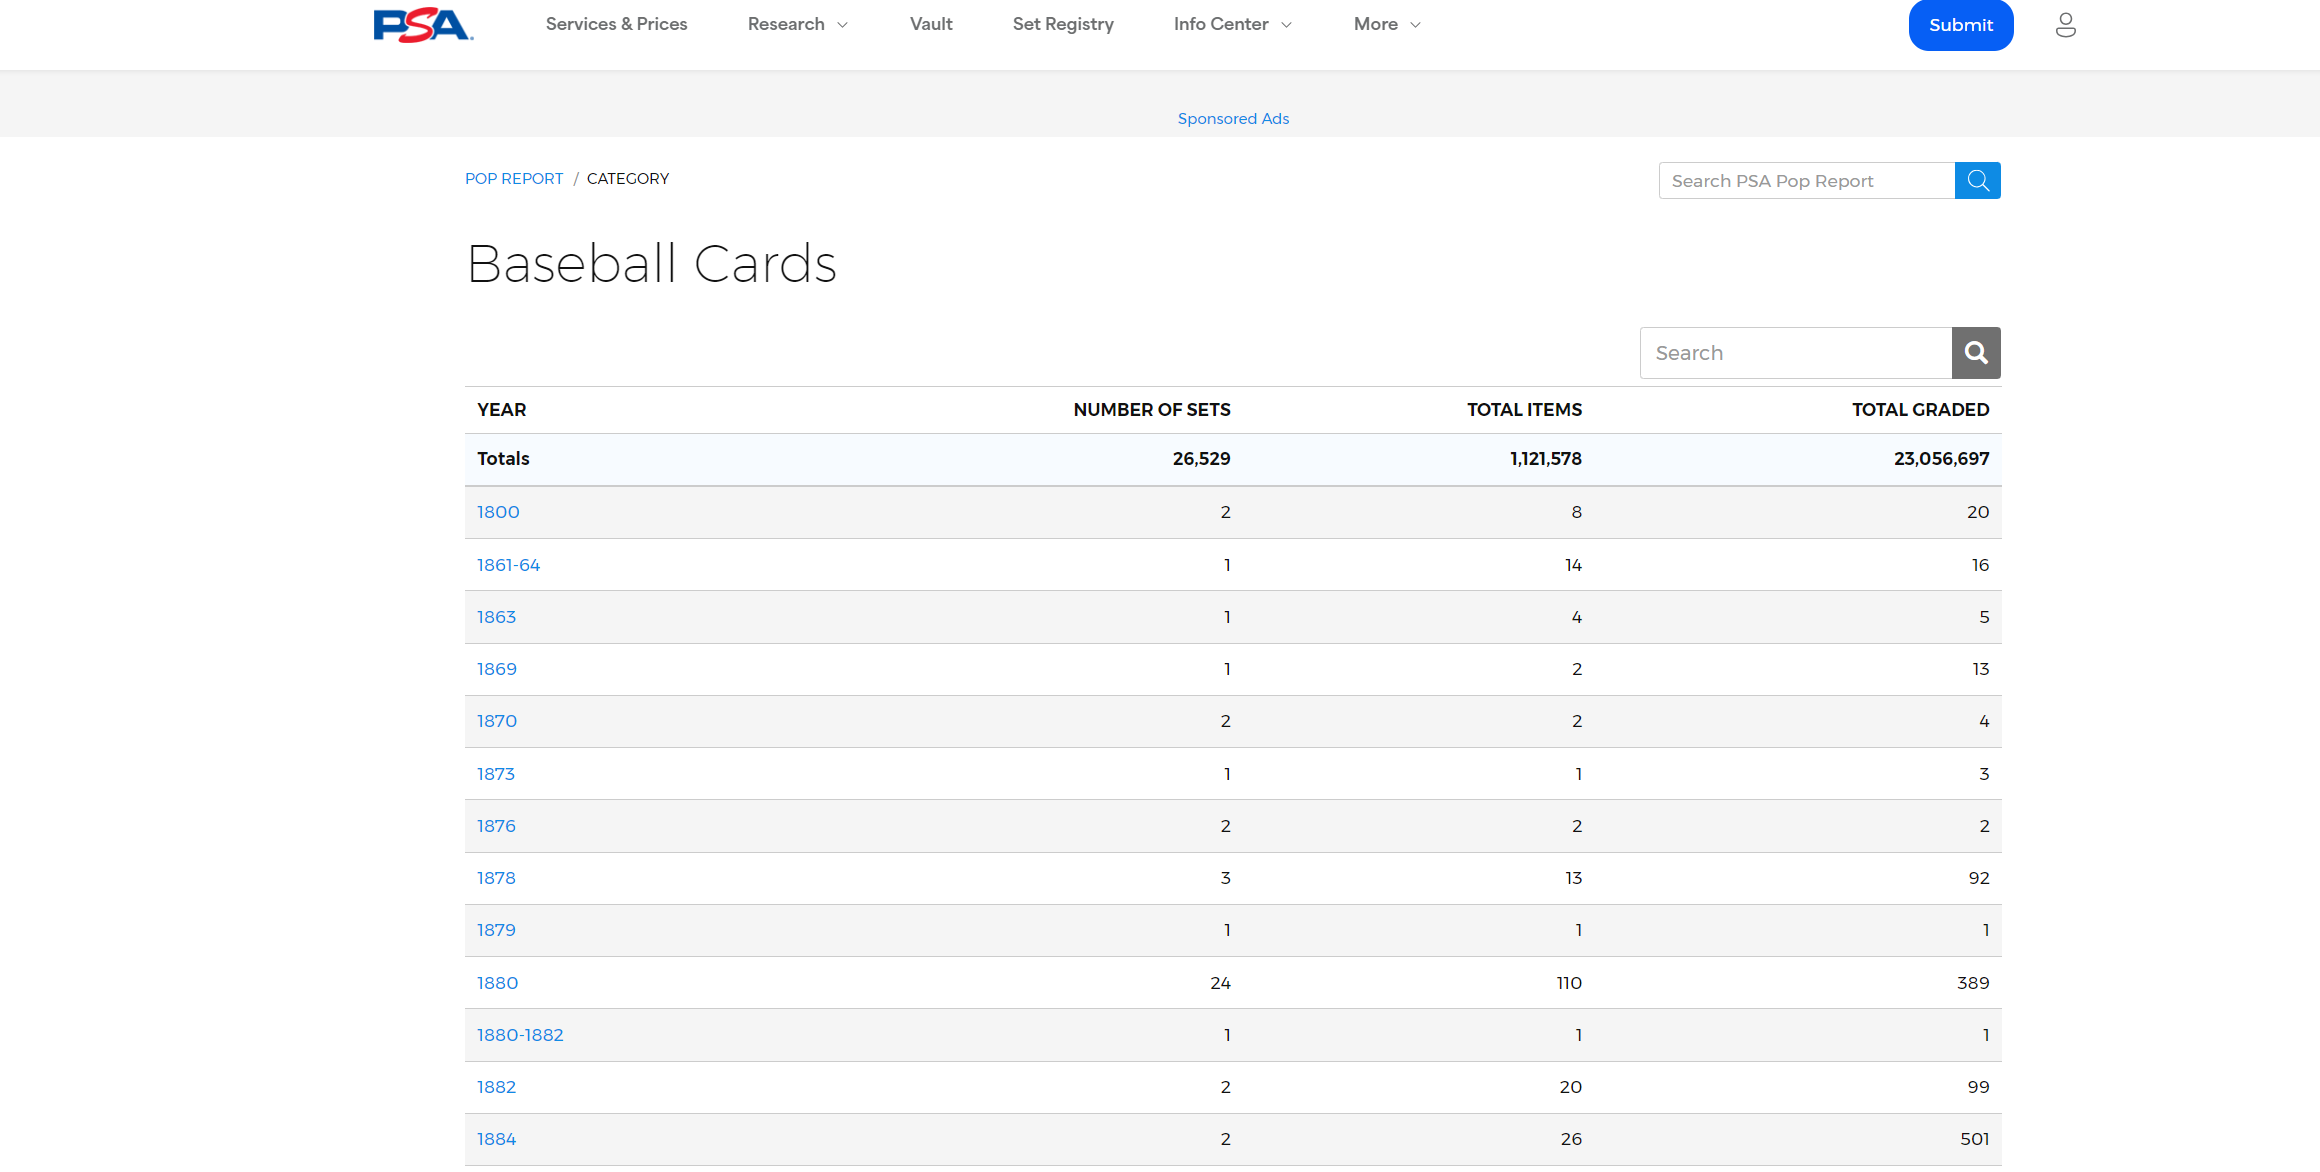 PSA Services & Prices Research Vault Set Registry Info Center More Submit
Sponsored Ads
POP REPORT / CATEGORY Search PSA Pop Report
Baseball Cards
Search
YEAR NUMBER OF SETS TOTAL ITEMS TOTAL GRADED
Totals 26,529 1,121,578 23,056,697
1800 2 8 20
1861-64 1 14 16
1863 1 4 5
1869 1 2 13
1870 2 2 4
1873 1 1 3
1876 2 2 2
1878 3 13 92
1879 1 1 1
1880 24 110 389
1880-1882 1 1 1
1882 2 20 99
1884 2 26 501